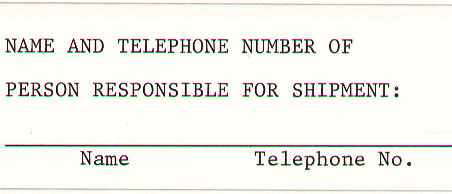 NAME AND TELEPHONE NUMBER OF
PERSON RESPONSIBLE FOR SHIPMENT:
Name Telephone No.